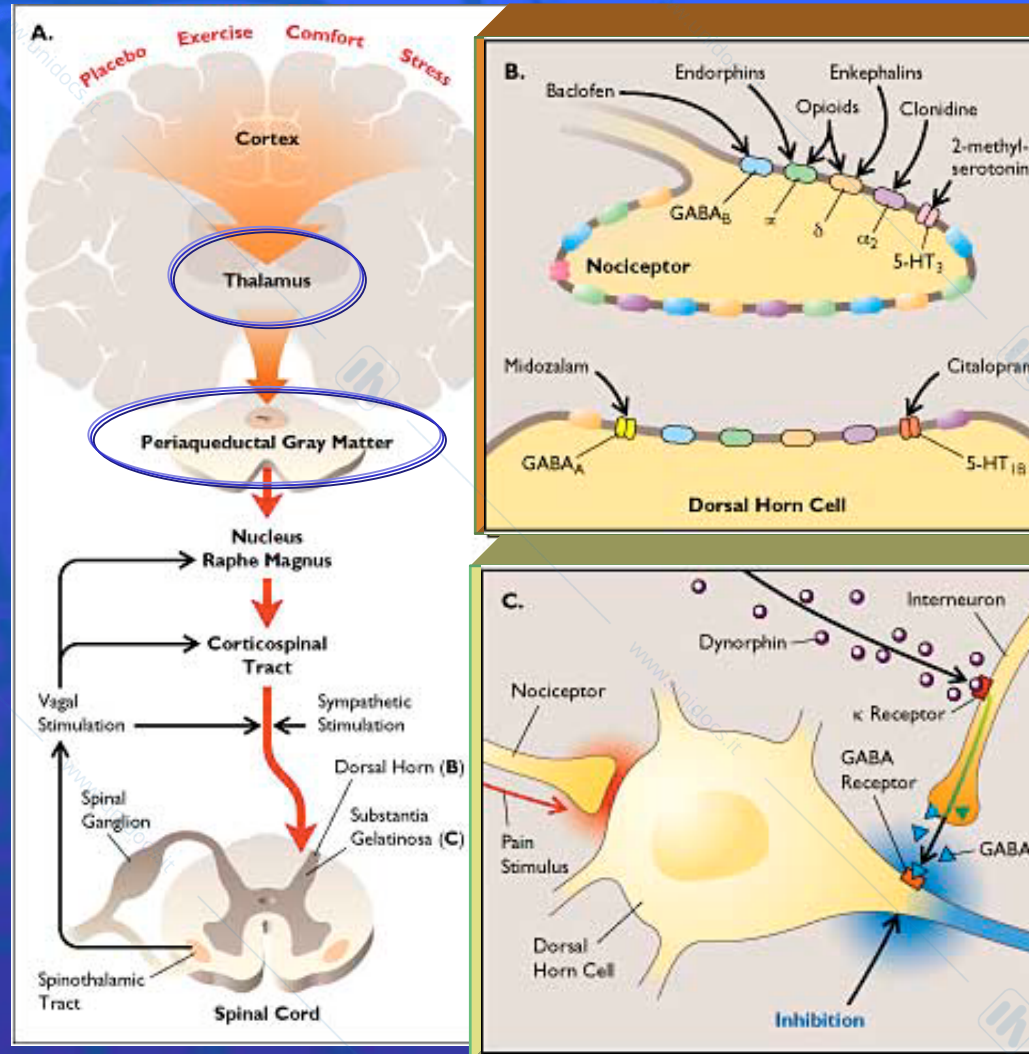 A.
Placebo
Exercise
Comfort
Stress
Cortex
Thalamus
Periaqueductal Gray Matter
Nucleus
Raphe Magnus
Corticospinal
Tract
Vagal
Stimulation
Sympathetic
Stimulation
Dorsal Horn (B)
Spinal
Ganglion
Substantia
Gelatinosa (C)
Spinothalamic
Tract
Spinal Cord
B.
Endorphins
Enkephalins
Baclofen
Opioids
Clonidine
2-methyl-
serotonin
GABAB
δ
α2
5-HT3
Nociceptor
Midozalam
Citalopram
GABAA
5-HT1B
Dorsal Horn Cell
C.
Interneuron
Dynorphin
Nociceptor
κ Receptor
GABA
Receptor
Pain
Stimulus
GABA
Dorsal
Horn Cell
Inhibition
www.unidocs.it